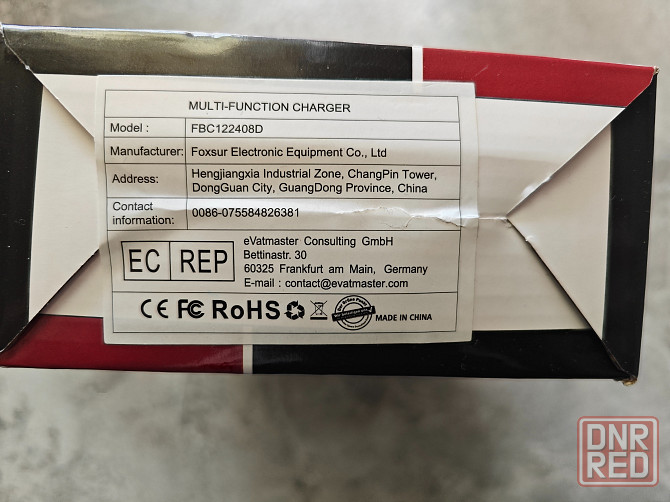 MULTI-FUNCTION CHARGER
Model : FBC122408D
Manufacturer: Foxsur Electronic Equipment Co., Ltd
Address: Hengjiangxia Industrial Zone, ChangPin Tower,
DongGuan City, GuangDong Province, China
Contact
information: 0086-075584826381
EC REP
eVatmaster Consulting GmbH
Bettinastr. 30
60325 Frankfurt am Main, Germany
E-mail : contact@evatmaster.com
CE FC RoHS
MADE IN CHINA
DNR
RED